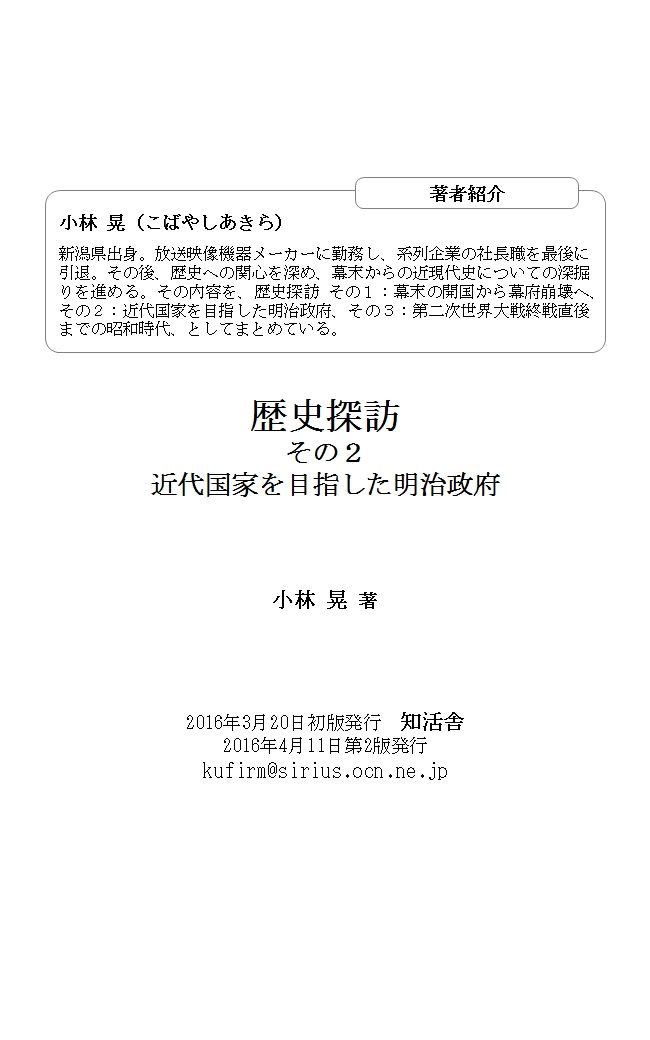 著者紹介
小林 晃（こばやしあきら）
新潟県出身。放送映像機器メーカーに勤務し、系列企業の社長職を最後に
引退。その後、歴史への関心を深め、幕末からの近現代史についての深掘
りを進める。その内容を、歴史探訪 その１：幕末の開国から幕府崩壊へ、
その２：近代国家を目指した明治政府、その３：第二次世界大戦終戦直後
までの昭和時代、としてまとめている。
歴史探訪
その２
近代国家を目指した明治政府
小林 晃 著
2016年3月20日初版発行　知活舎
2016年4月11日第2版発行
kufirm@sirius.ocn.ne.jp